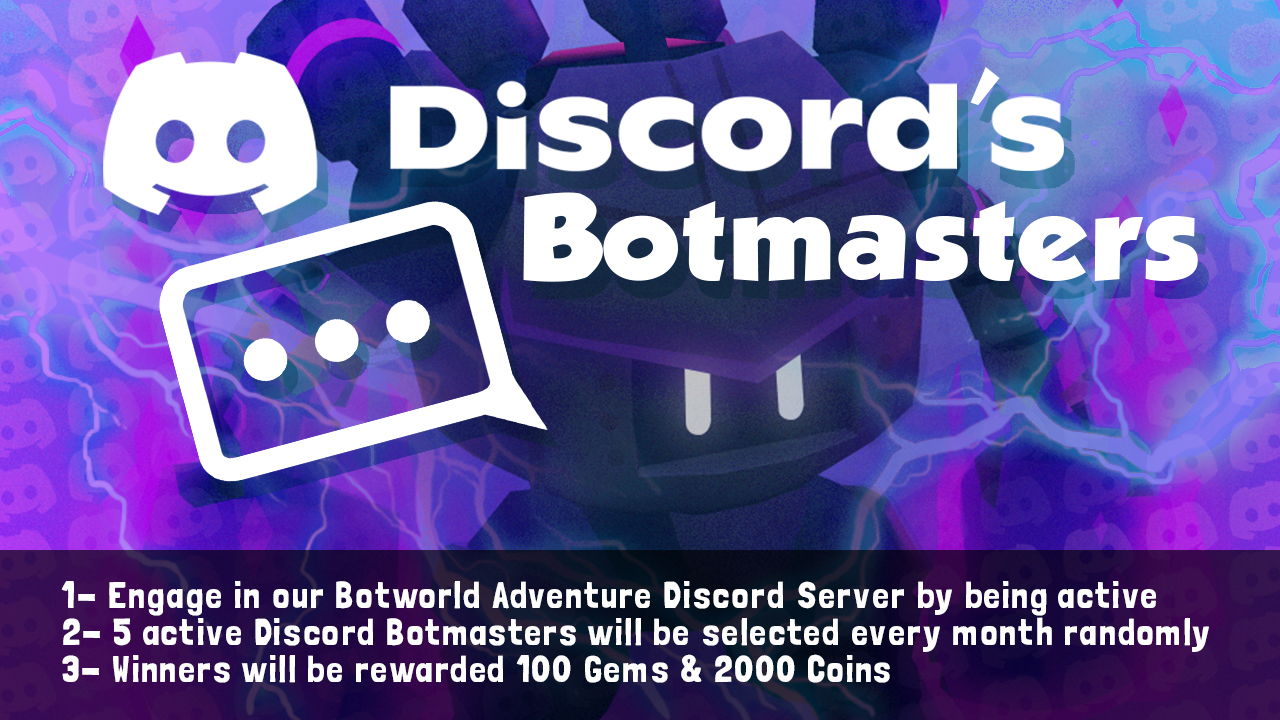 Discord's
Botmasters
1- Engage in our Botworld Adventure Discord Server by being active
2- 5 active Discord Botmasters will be selected every month randomly
3- Winners will be rewarded 100 Gems & 2000 Coins